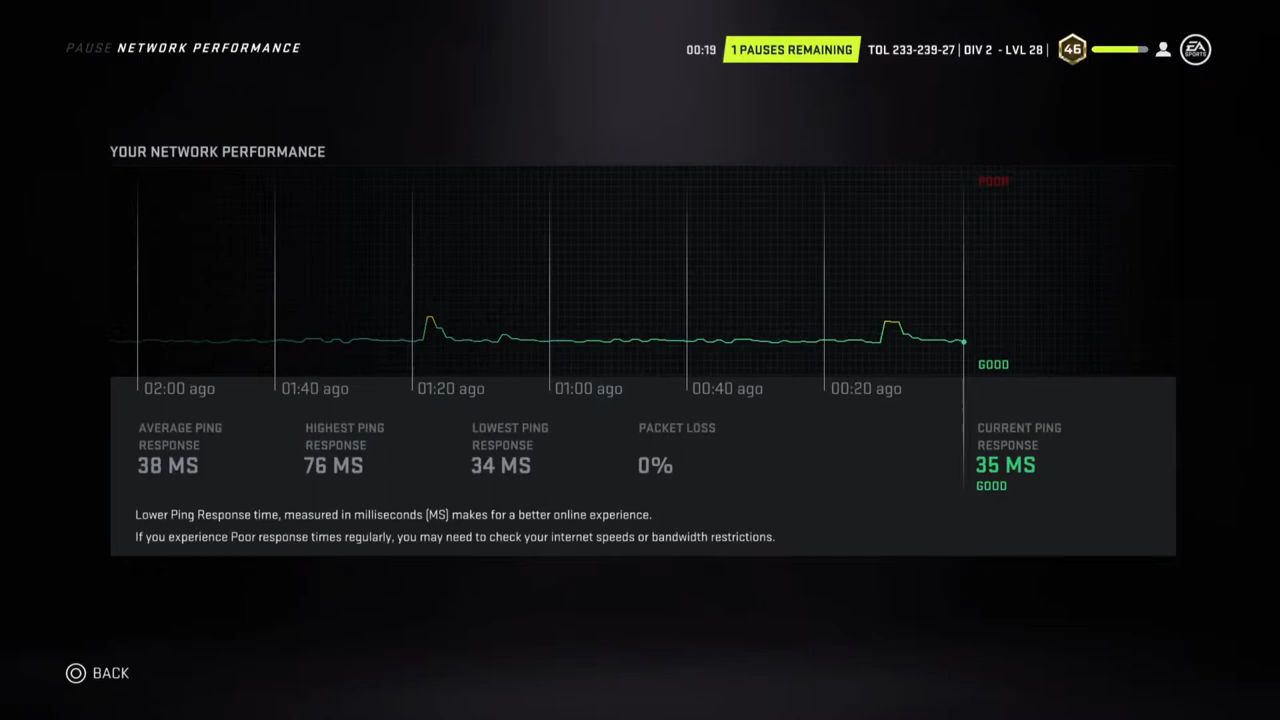 PAUSE NETWORK PERFORMANCE
00:19 1 PAUSES REMAINING TOL 233-239-27 | DIV 2 - LVL 28 | 46 EA SPORTS
YOUR NETWORK PERFORMANCE
POOR
GOOD
02:00 ago 01:40 ago 01:20 ago 01:00 ago 00:40 ago 00:20 ago
AVERAGE PING HIGHEST PING LOWEST PING PACKET LOSS CURRENT PING
RESPONSE RESPONSE RESPONSE RESPONSE
38 MS 76 MS 34 MS 0% 35 MS
GOOD
Lower Ping Response time, measured in milliseconds (MS) makes for a better online experience.
If you experience Poor response times regularly, you may need to check your internet speeds or bandwidth restrictions.
BACK